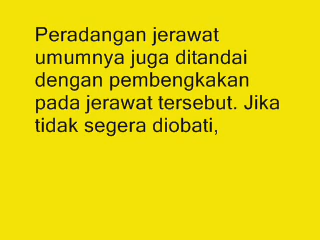 Peradangan jerawat
umumnya juga ditandai
dengan pembengkakan
pada jerawat tersebut. Jika
tidak segera diobati,